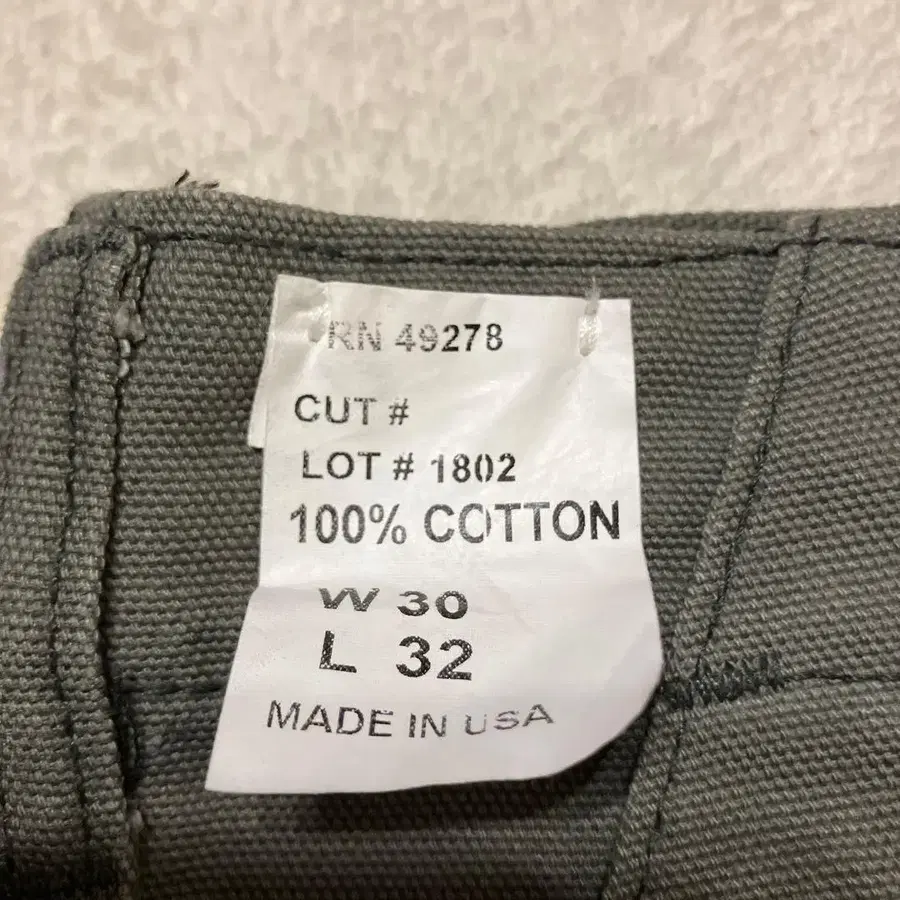 RN 49278
CUT #
LOT # 1802
100% COTTON
W 30
L 32
MADE IN USA